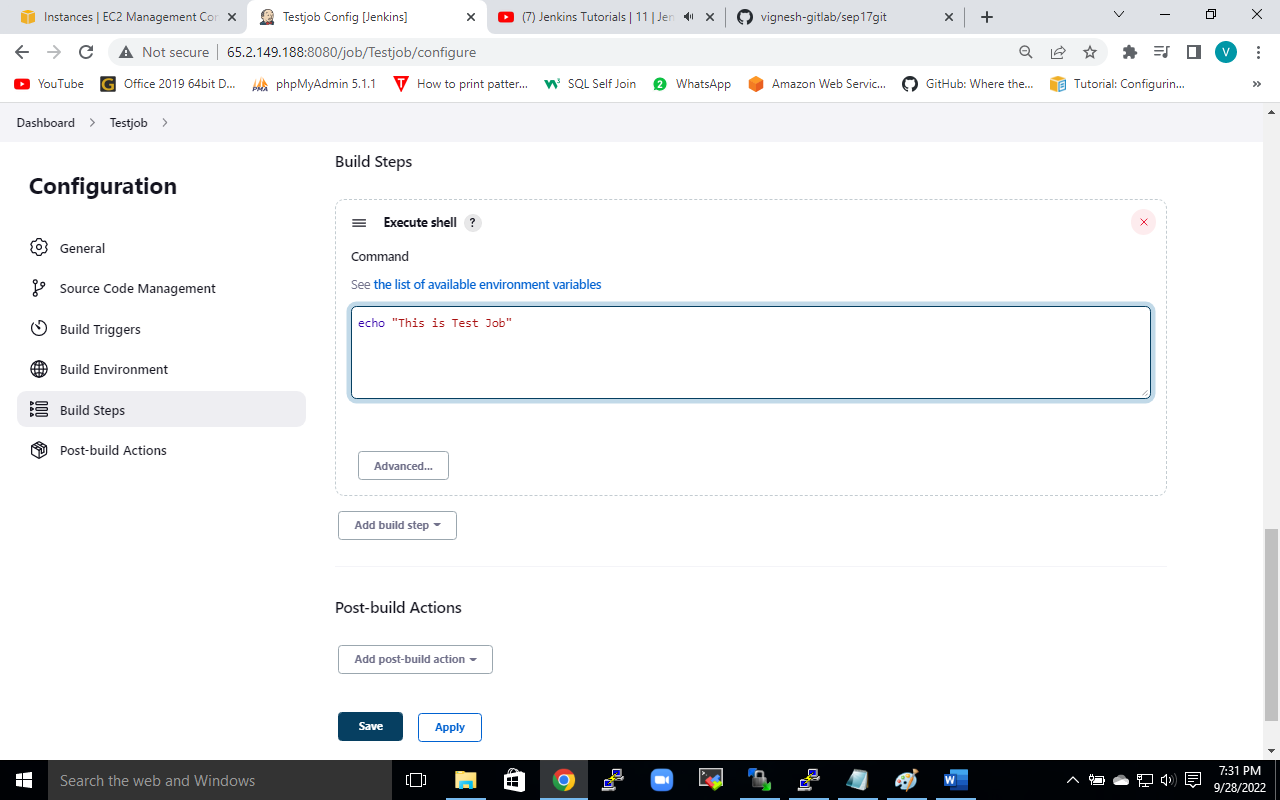 Instances | EC2 Management Con
Testjob Config [Jenkins]
(7) Jenkins Tutorials | 11 | Jen
vignesh-gitlab/sep17git
Not secure
65.2.149.188:8080/job/Testjob/configure
V
YouTube
Office 2019 64bit D...
phpMyAdmin 5.1.1
How to print patter...
SQL Self Join
2
WhatsApp
Amazon Web Servic...
GitHub: Where the...
Tutorial: Configurin...
»
Dashboard
Testjob
Configuration
General
Source Code Management
Build Triggers
Build Environment
Build Steps
Post-build Actions
Build Steps
Execute shell ?
Command
See the list of available environment variables
echo "This is Test Job"
Advanced...
Add build step
Post-build Actions
Add post-build action
Save
Apply
Search the web and Windows
7:31 PM
9/28/2022